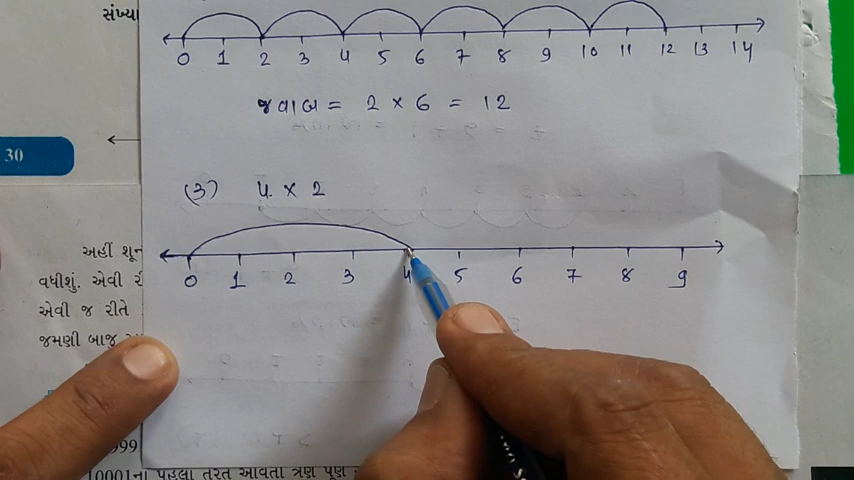 સંખ્યા
0 1 2 3 4 5 6 7 8 9 10 11 12 13 14
જવાબ = 2 × 6 = 12
30
(3) 4 × 2
0 1 2 3 4 5 6 7 8 9
અહીં શૂન
વધીશું. એવી રી
એવી જ રીતે
જમણી બાજુ
999
10001ના પહેલા તરત આવતા ત્રણ પૂર્ણ